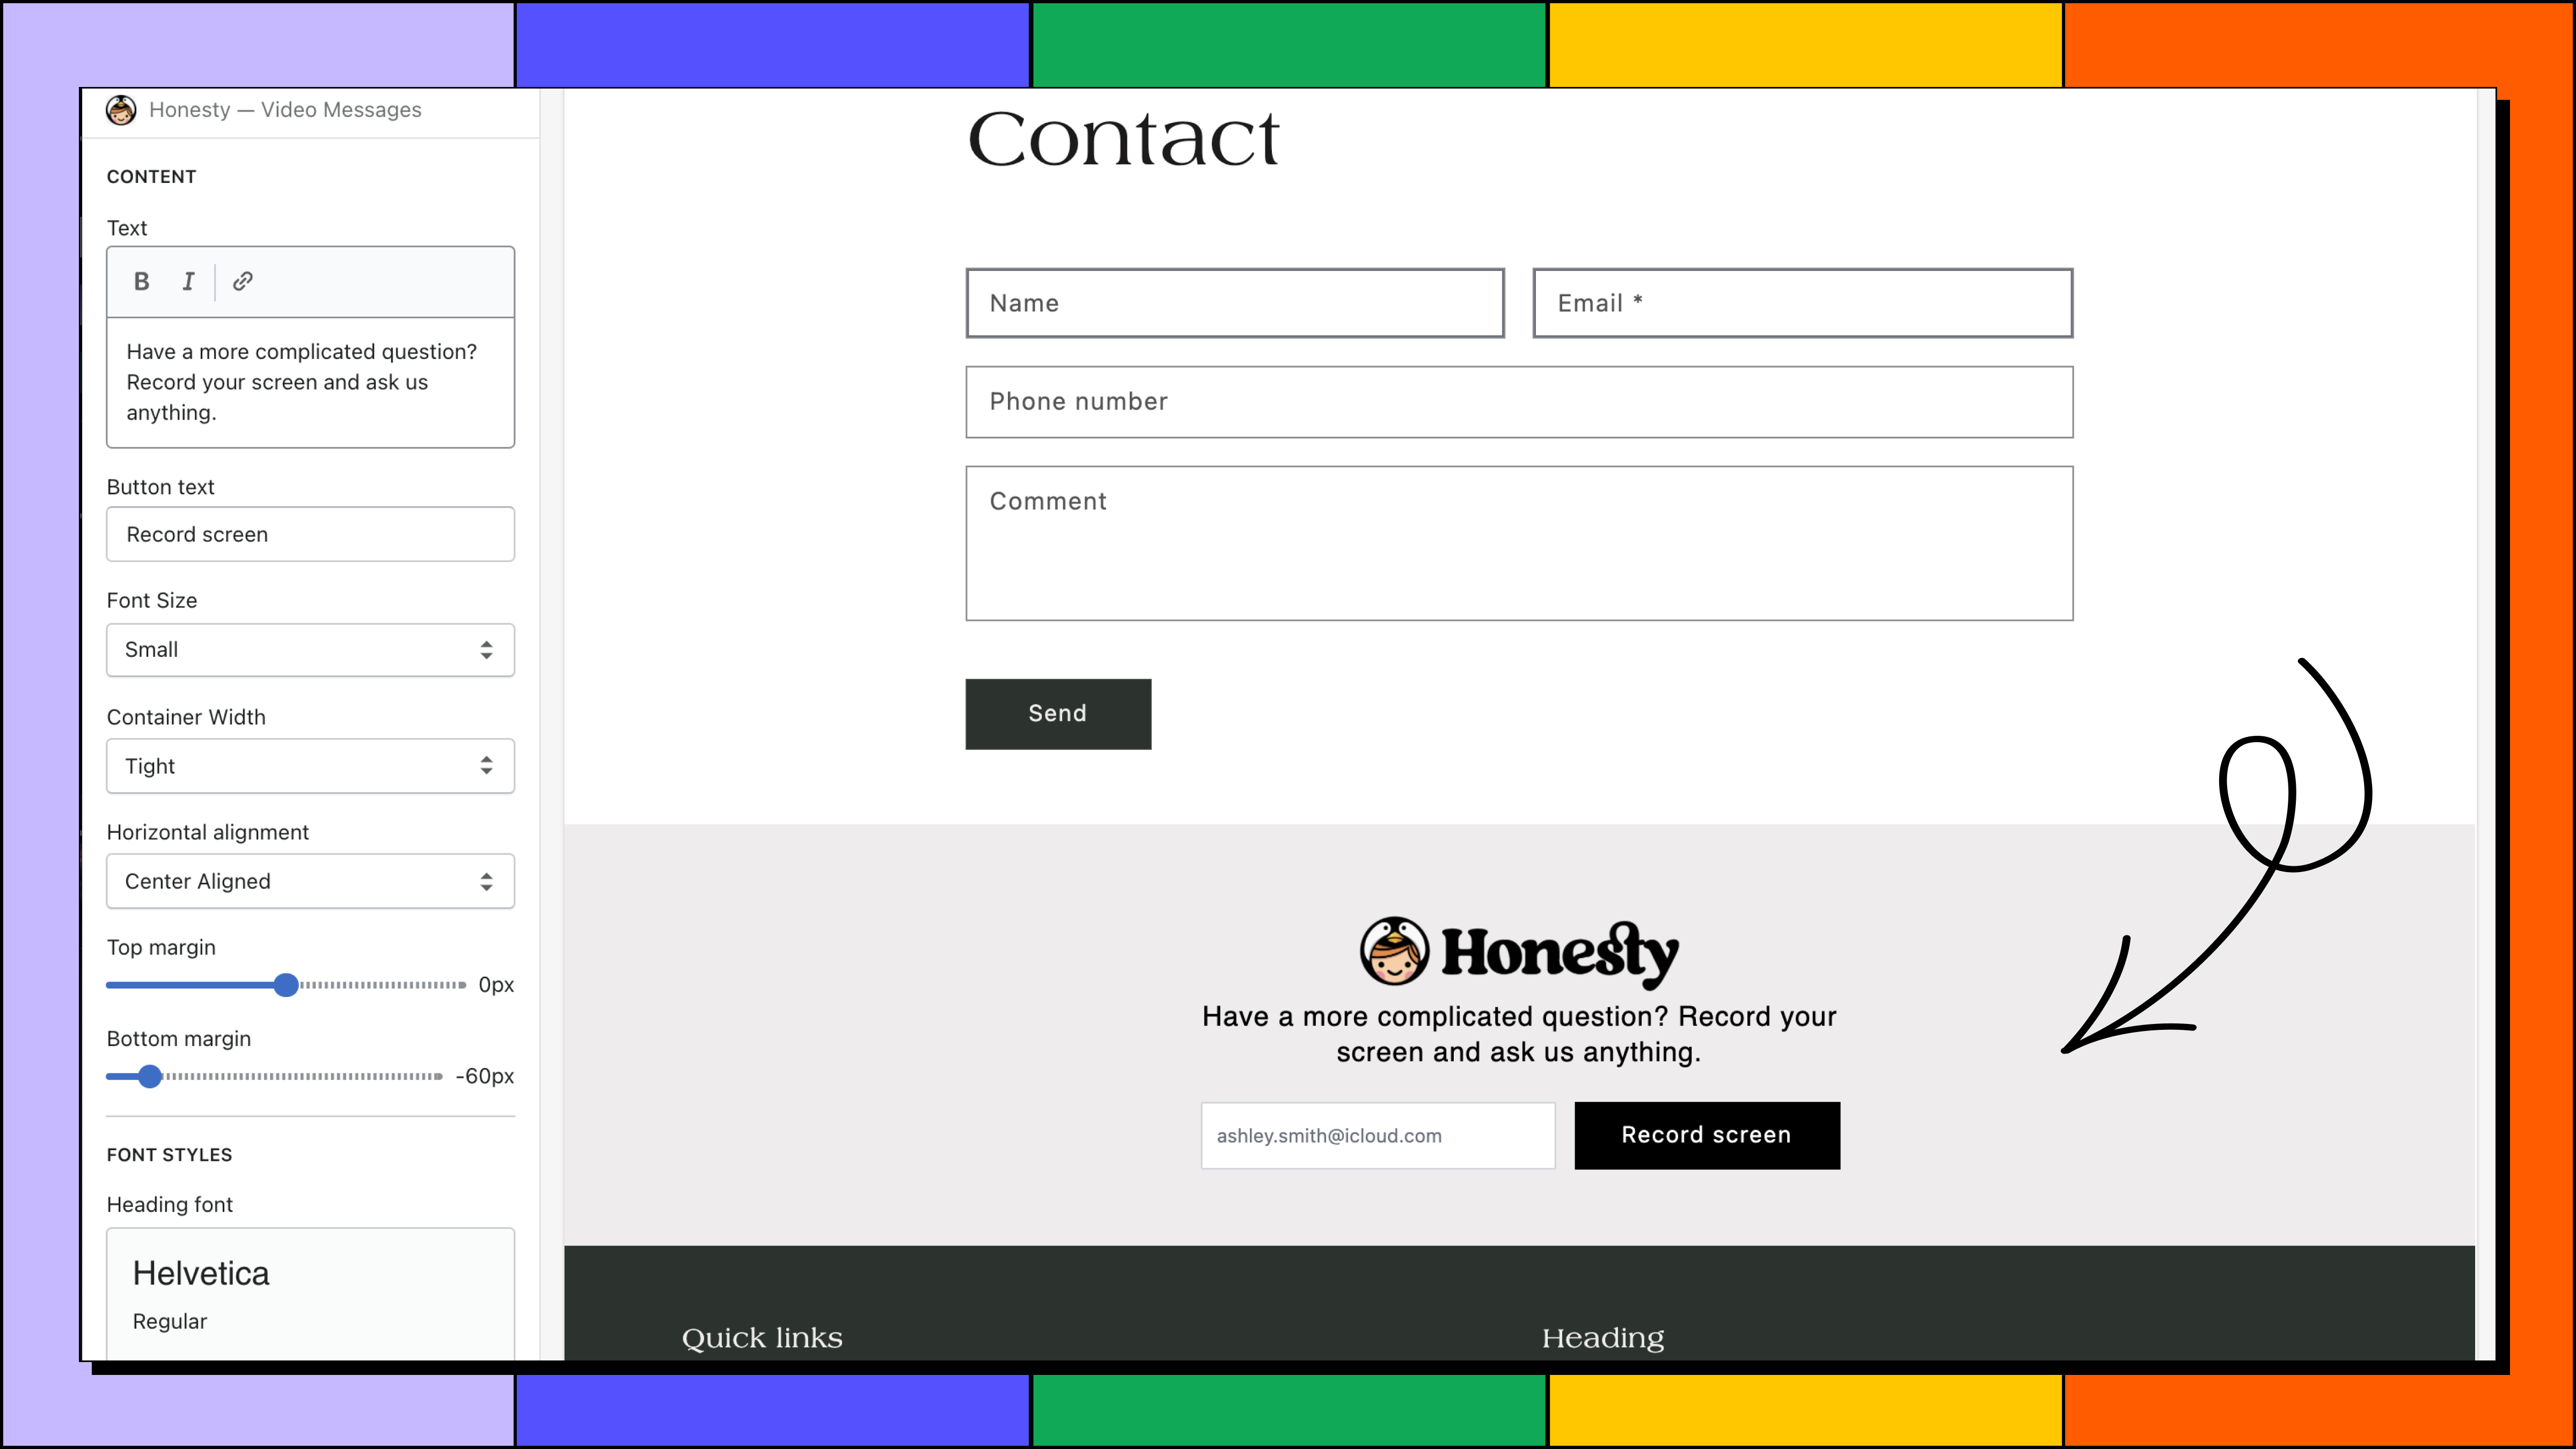 Honesty — Video Messages
CONTENT
Text
B I
Have a more complicated question?
Record your screen and ask us
anything.
Button text
Record screen
Font Size
Small
Container Width
Tight
Horizontal alignment
Center Aligned
Top margin
0px
Bottom margin
-60px
FONT STYLES
Heading font
Helvetica
Regular
Contact
Name
Email *
Phone number
Comment
Send
Honesty
Have a more complicated question? Record your
screen and ask us anything.
ashley.smith@icloud.com
Record screen
Quick links
Heading